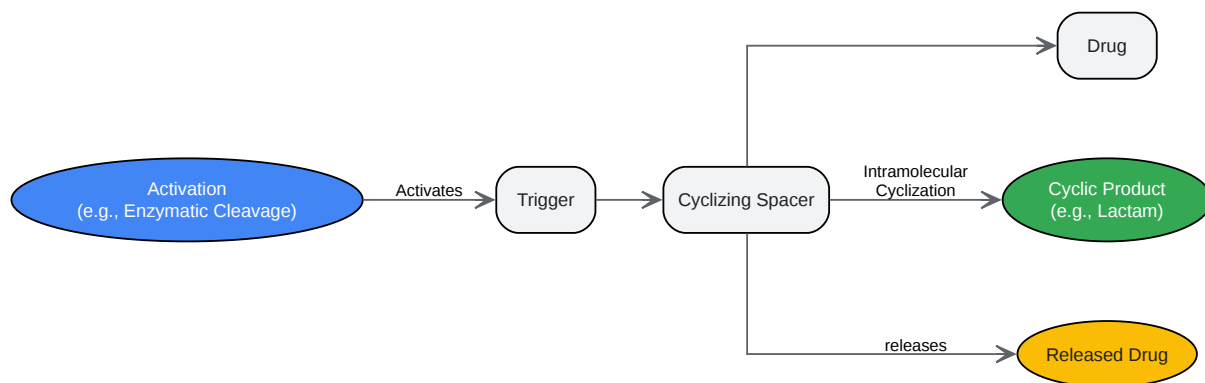 Drug
Activation
(e.g., Enzymatic Cleavage)
Activates
Trigger
Cyclizing Spacer
Intramolecular
Cyclization
Cyclic Product
(e.g., Lactam)
releases
Released Drug